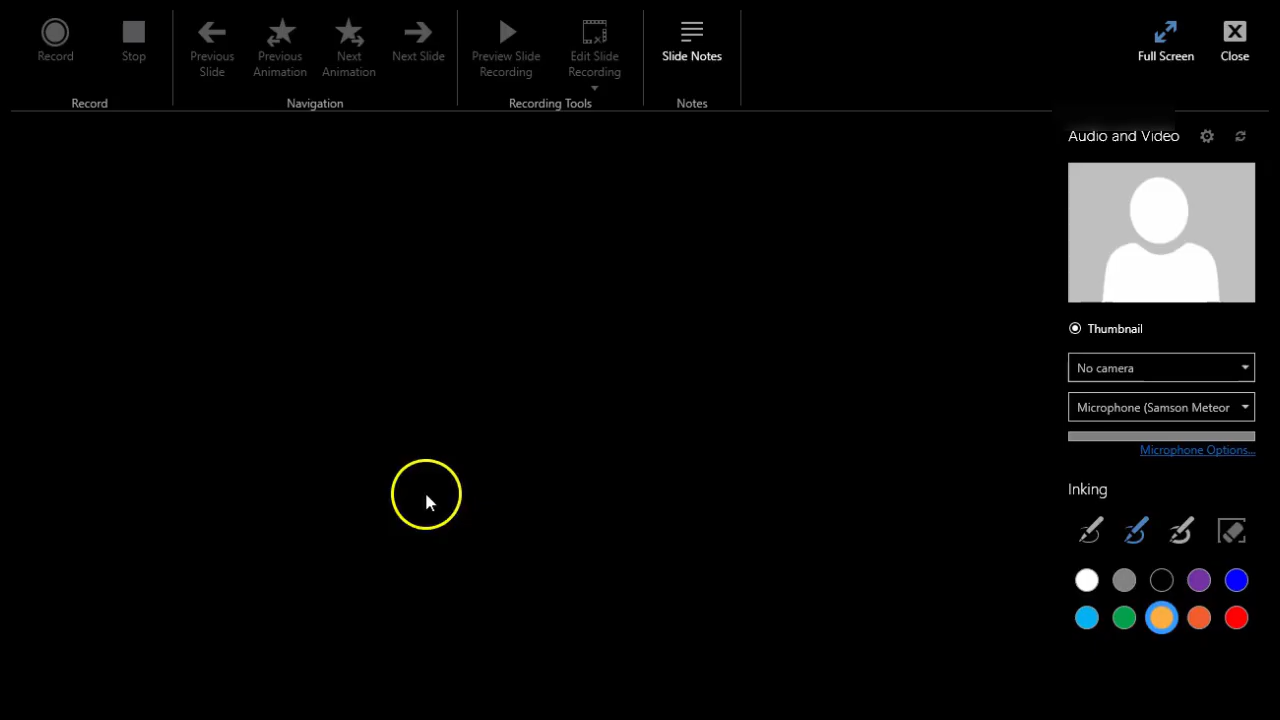 Record
Stop
Previous
Slide
Previous
Animation
Next
Animation
Next Slide
Preview Slide
Recording
Edit Slide
Recording
Slide Notes
Full Screen
Close
Record
Navigation
Recording Tools
Notes
Audio and Video
Thumbnail
No camera
Microphone (Samson Meteor
Microphone Options...
Inking